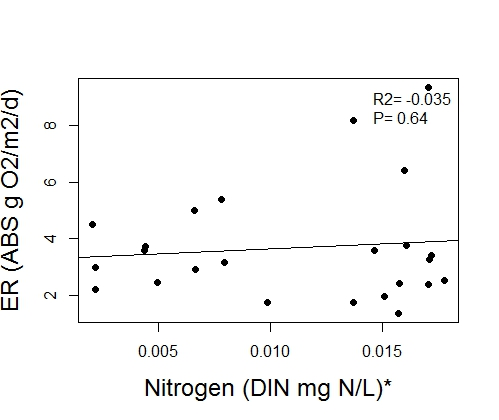 R2= -0.035
P= 0.64
ER (ABS g O2/m2/d)
8
6
4
2
0.005 0.010 0.015
Nitrogen (DIN mg N/L)*